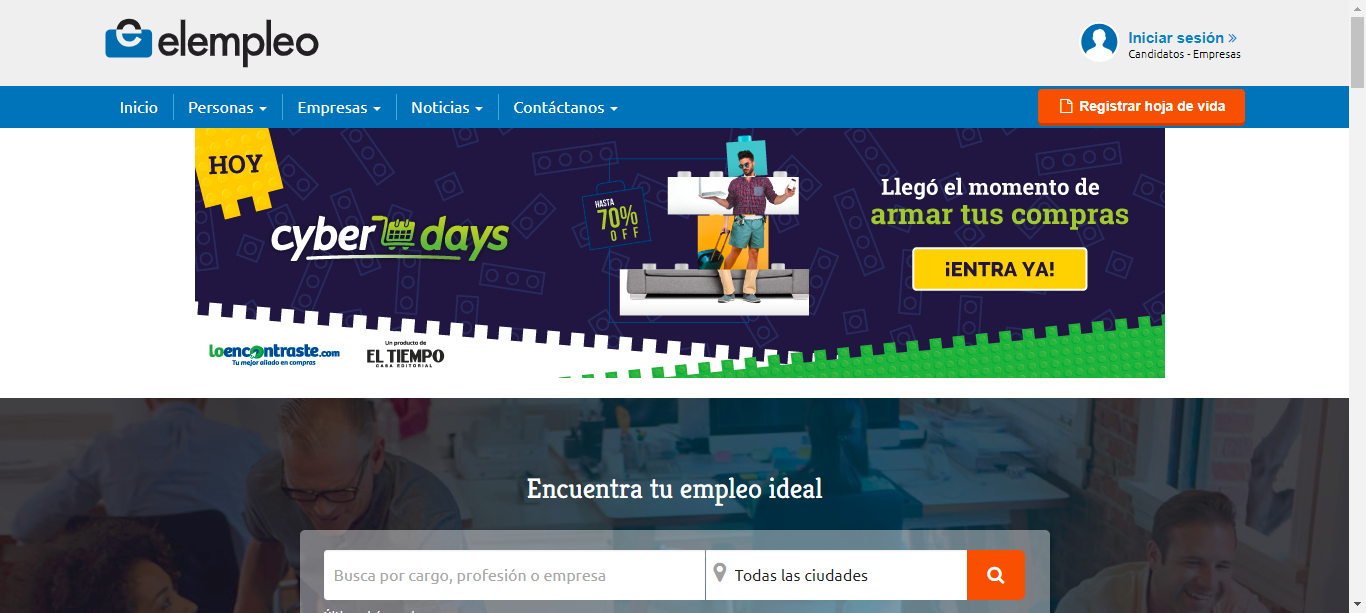 elempleo
Iniciar sesión »
Candidatos - Empresas
Inicio
Personas
Empresas
Noticias
Contáctanos
Registrar hoja de vida
HOY
cyber days
HASTA
70%
OFF
Llegó el momento de
armar tus compras
¡ENTRA YA!
loencontraste.com
Tu mejor aliado en compras
Un producto de
EL TIEMPO
CASA EDITORIAL
Encuentra tu empleo ideal
Busca por cargo, profesión o empresa
Todas las ciudades